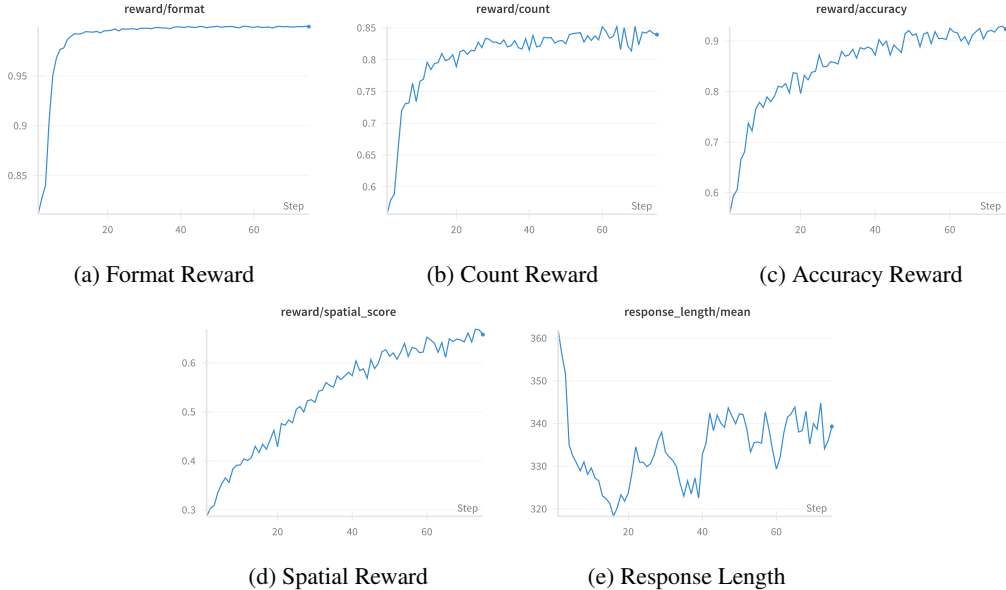 reward/format
0.95
0.9
0.85
Step
20
40
60
(a) Format Reward
reward/count
0.85
0.8
0.75
0.7
0.65
0.6
Step
20
40
60
(b) Count Reward
reward/accuracy
0.9
0.8
0.7
0.6
Step
20
40
60
(c) Accuracy Reward
reward/spatial_score
0.6
0.5
0.4
0.3
Step
20
40
60
(d) Spatial Reward
response_length/mean
360
350
340
330
320
Step
20
40
60
(e) Response Length